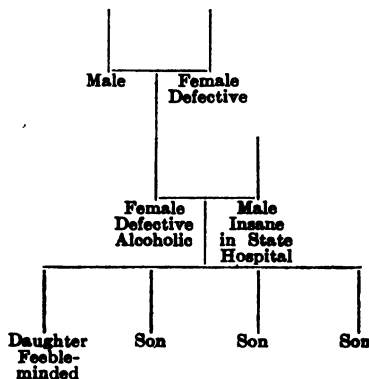 Male Female
Defective
Female Male
Defective Insane
Alcoholic in State
Hospital
Daughter Son Son Son
Feeble-
minded